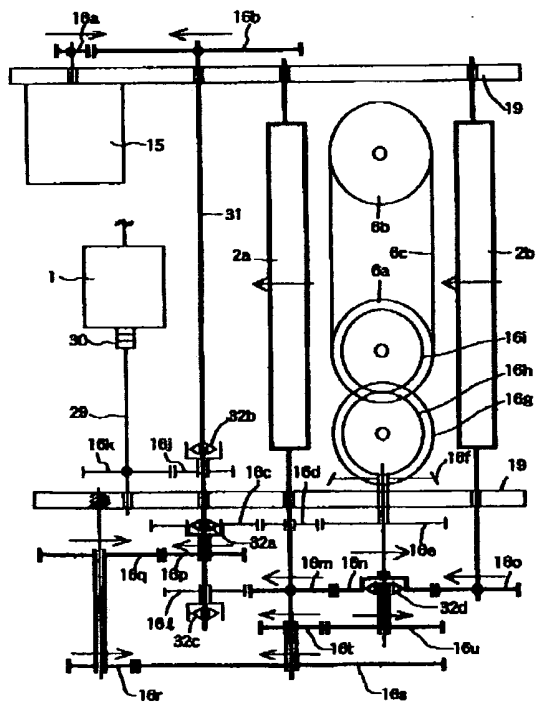 16a
16b
19
15
31
6b
2a
6c
2b
1
6a
30
16i
16h
16g
29
32b
16k
16j
16f
16c
16d
19
32a
16e
16q
16p
16m
16n
16o
16ℓ
32d
32c
16t
16u
16r
16s